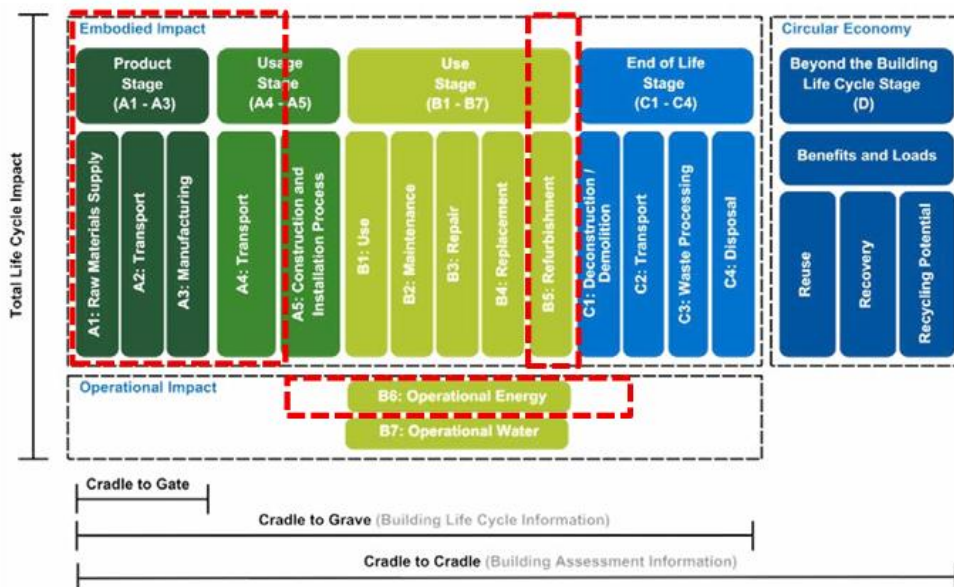 Total Life Cycle Impact
Embodied Impact
Product
Stage
(A1 - A3)
Usage
Stage
(A4 - A5)
Use
Stage
(B1 - B7)
End of Life
Stage
(C1 - C4)
A1: Raw Materials Supply
A2: Transport
A3: Manufacturing
A4: Transport
A5: Construction and
Installation Process
B1: Use
B2: Maintenance
B3: Repair
B4: Replacement
B5: Refurbishment
C1: Deconstruction /
Demolition
C2: Transport
C3: Waste Processing
C4: Disposal
Circular Economy
Beyond the Building
Life Cycle Stage
(D)
Benefits and Loads
Reuse
Recovery
Recycling Potential
Operational Impact
B6: Operational Energy
B7: Operational Water
Cradle to Gate
Cradle to Grave (Building Life Cycle Information)
Cradle to Cradle (Building Assessment Information)